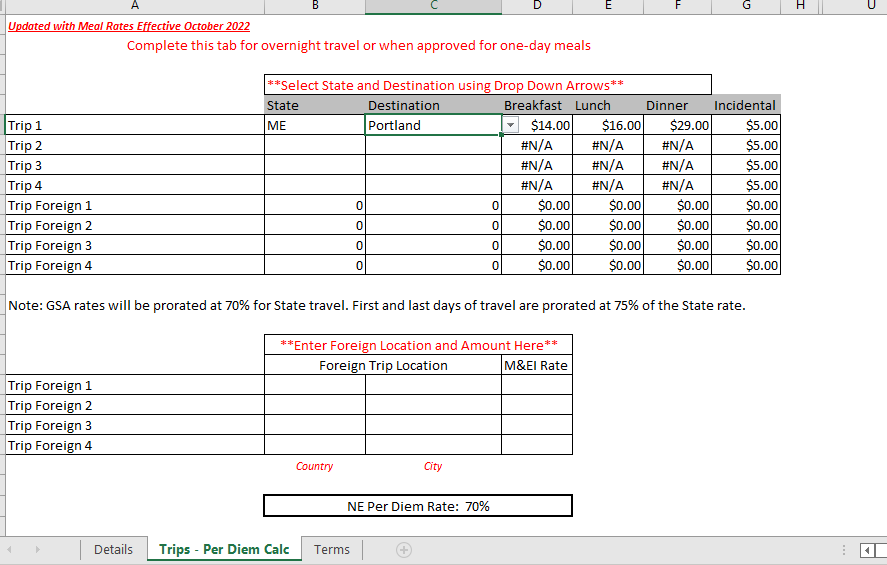 A B C D E F G H U
Updated with Meal Rates Effective October 2022
Complete this tab for overnight travel or when approved for one-day meals
**Select State and Destination using Drop Down Arrows**
State Destination Breakfast Lunch Dinner Incidental
Trip 1 ME Portland $14.00 $16.00 $29.00 $5.00
Trip 2 #N/A #N/A #N/A $5.00
Trip 3 #N/A #N/A #N/A $5.00
Trip 4 #N/A #N/A #N/A $5.00
Trip Foreign 1 0 0 $0.00 $0.00 $0.00 $0.00
Trip Foreign 2 0 0 $0.00 $0.00 $0.00 $0.00
Trip Foreign 3 0 0 $0.00 $0.00 $0.00 $0.00
Trip Foreign 4 0 0 $0.00 $0.00 $0.00 $0.00
Note: GSA rates will be prorated at 70% for State travel. First and last days of travel are prorated at 75% of the State rate.
**Enter Foreign Location and Amount Here**
Foreign Trip Location M&EI Rate
Trip Foreign 1
Trip Foreign 2
Trip Foreign 3
Trip Foreign 4
Country City
NE Per Diem Rate: 70%
Details Trips - Per Diem Calc Terms